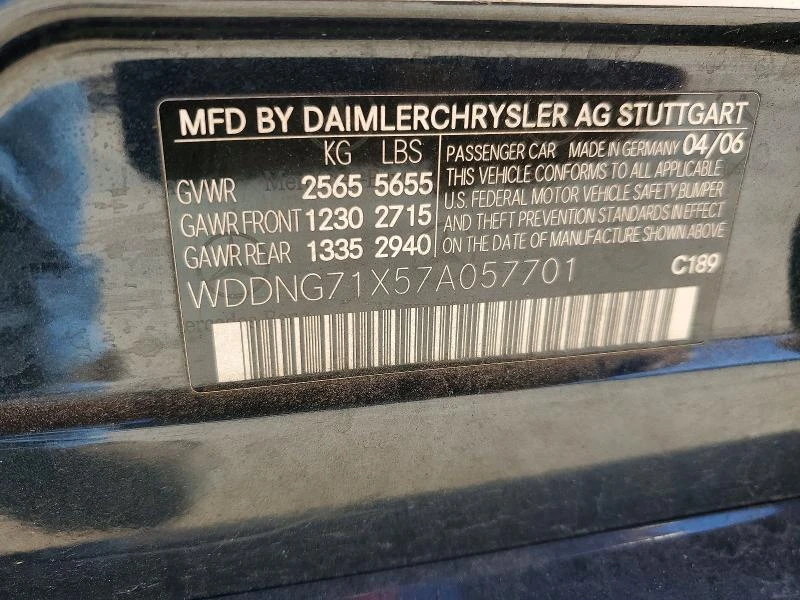 MFD BY DAIMLERCHRYSLER AG STUTTGART
KG LBS
GVWR 2565 5655
GAWR FRONT 1230 2715
GAWR REAR 1335 2940
PASSENGER CAR MADE IN GERMANY 04/06
THIS VEHICLE CONFORMS TO ALL APPLICABLE
U.S. FEDERAL MOTOR VEHICLE SAFETY,BUMPER
AND THEFT PREVENTION STANDARDS IN EFFECT
ON THE DATE OF MANUFACTURE SHOWN ABOVE
WDDNG71X57A057701
C189